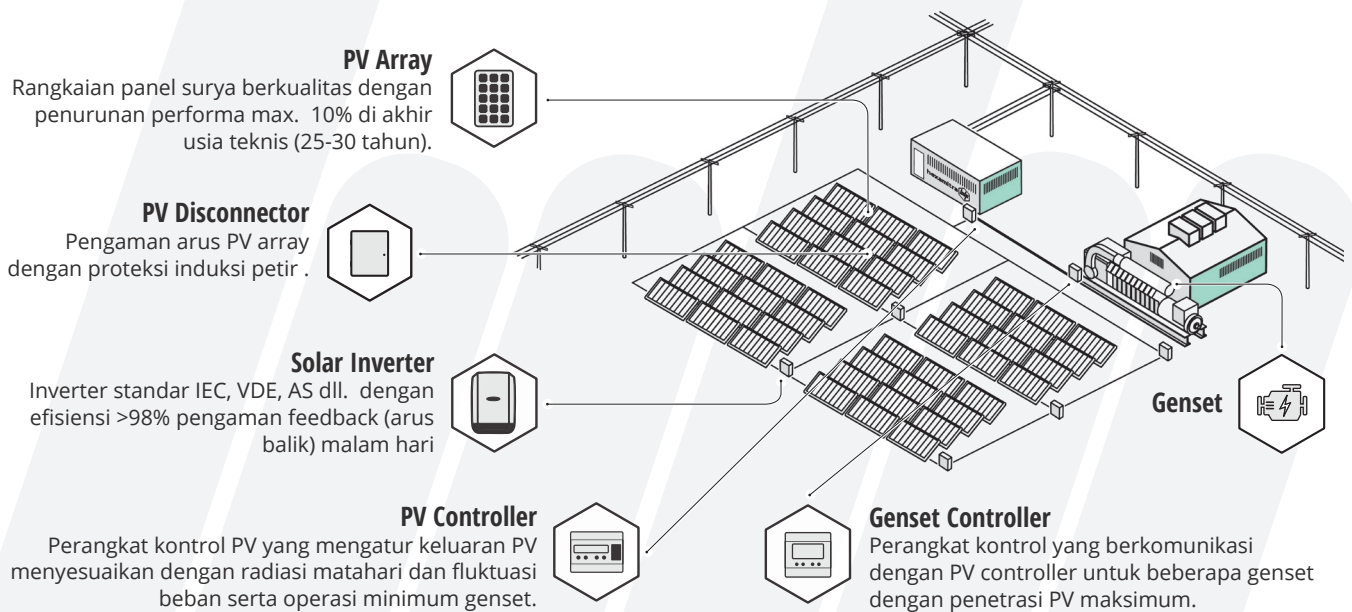 PV Array
Rangkaian panel surya berkualitas dengan
penurunan performa max. 10% di akhir
usia teknis (25-30 tahun).
PV Disconnector
Pengaman arus PV array
dengan proteksi induksi petir .
Solar Inverter
Inverter standar IEC, VDE, AS dll. dengan
efisiensi >98% pengaman feedback (arus
balik) malam hari
PV Controller
Perangkat kontrol PV yang mengatur keluaran PV
menyesuaikan dengan radiasi matahari dan fluktuasi
beban serta operasi minimum genset.
Genset
Genset Controller
Perangkat kontrol yang berkomunikasi
dengan PV controller untuk beberapa genset
dengan penetrasi PV maksimum.